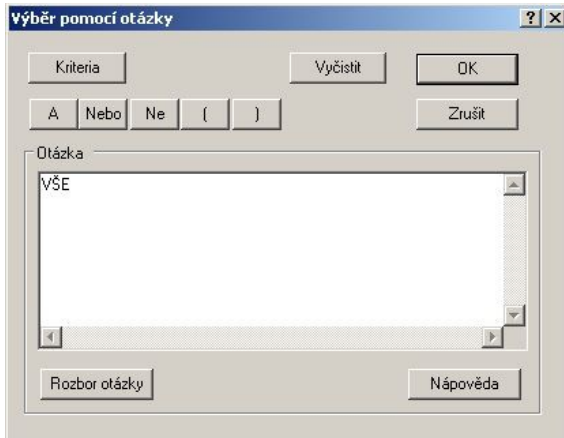 Výběr pomocí otázky
Kriteria Vyčistit OK
A Nebo Ne ( ) Zrušit
Otázka
VŠE
Rozbor otázky Nápověda